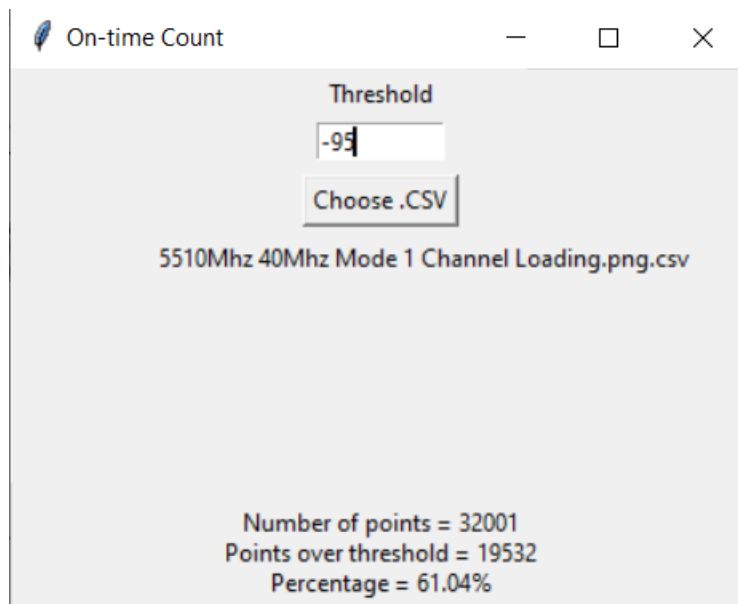 On-time Count
Threshold
-95
Choose .CSV
5510Mhz 40Mhz Mode 1 Channel Loading.png.csv
Number of points = 32001
Points over threshold = 19532
Percentage = 61.04%